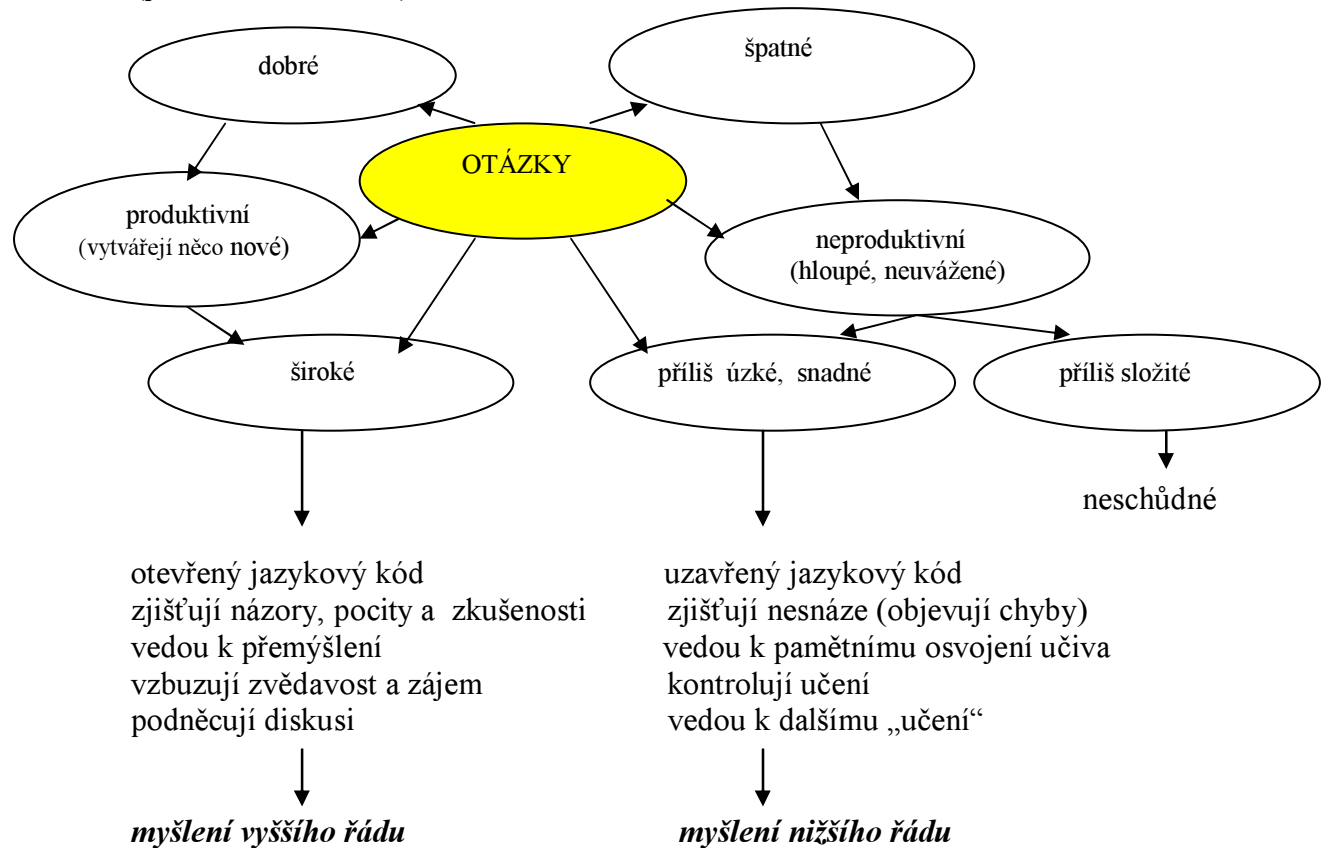 dobré
špatné
OTÁZKY
produktivní
(vytvářejí něco nové)
neproduktivní
(hloupé, neuvážené)
široké
příliš úzké, snadné
příliš složité
neschůdné
otevřený jazykový kód
zjišťují názory, pocity a zkušenosti
vedou k přemýšlení
vzbuzují zvědavost a zájem
podněcují diskusi
uzavřený jazykový kód
zjišťují nesnáze (objevují chyby)
vedou k pamětnímu osvojení učiva
kontrolují učení
vedou k dalšímu „učení“
myšlení vyššího řádu
myšlení nižšího řádu